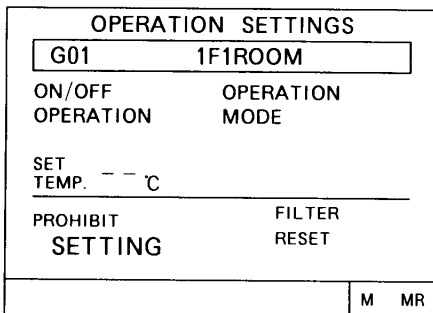 OPERATION SETTINGS
G01 1F1ROOM
ON/OFF OPERATION
OPERATION MODE
SET
TEMP. -- ℃
PROHIBIT FILTER
SETTING RESET
M MR